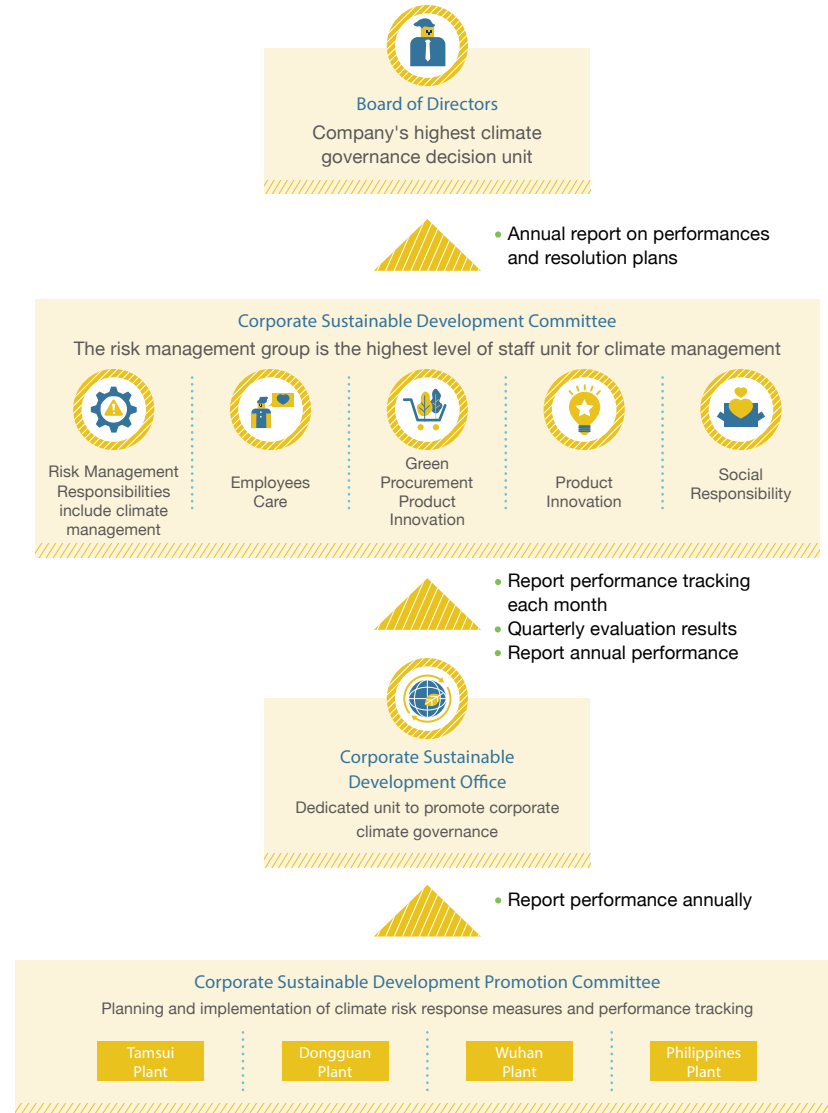 Board of Directors
Company's highest climate
governance decision unit
• Annual report on performances
and resolution plans
Corporate Sustainable Development Committee
The risk management group is the highest level of staff unit for climate management
Risk Management
Responsibilities
include climate
management
Employees
Care
Green
Procurement
Product
Innovation
Product
Innovation
Social
Responsibility
• Report performance tracking
each month
• Quarterly evaluation results
• Report annual performance
Corporate Sustainable
Development Office
Dedicated unit to promote corporate
climate governance
• Report performance annually
Corporate Sustainable Development Promotion Committee
Planning and implementation of climate risk response measures and performance tracking
Tamsui
Plant
Dongguan
Plant
Wuhan
Plant
Philippines
Plant